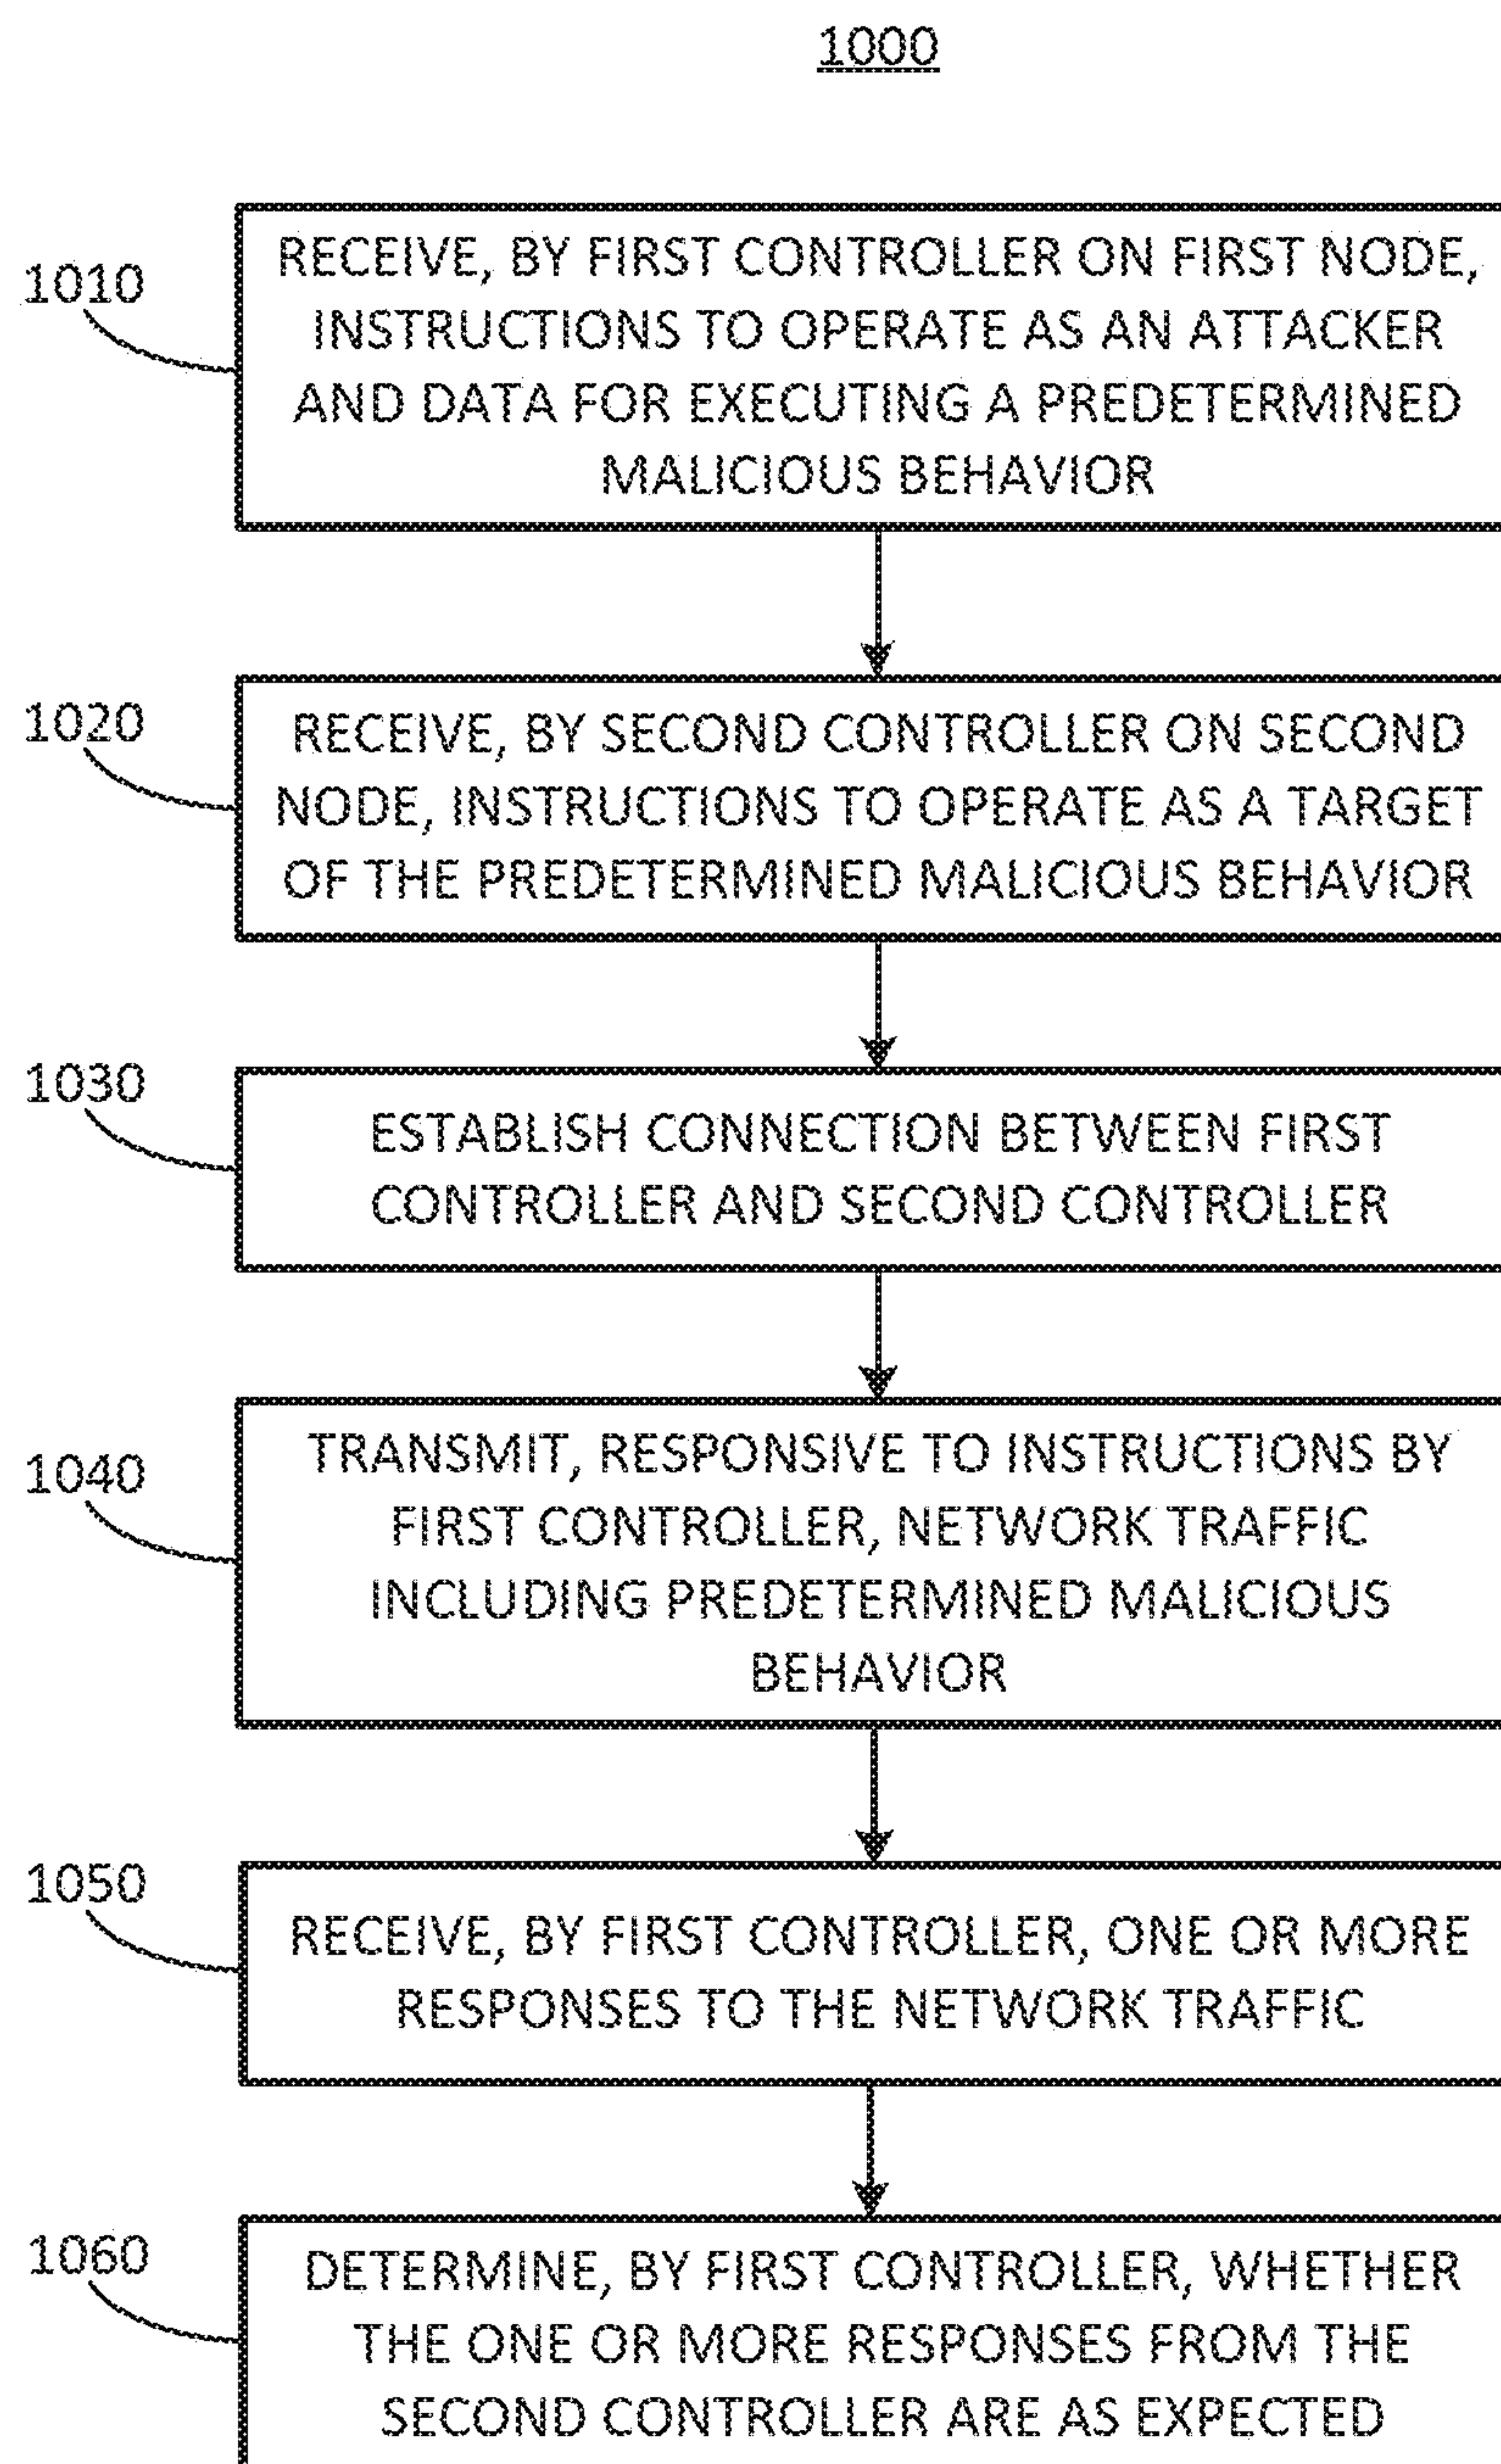 1000
1010
RECEIVE, BY FIRST CONTROLLER ON FIRST NODE,
INSTRUCTIONS TO OPERATE AS AN ATTACKER
AND DATA FOR EXECUTING A PREDETERMINED
MALICIOUS BEHAVIOR
1020
RECEIVE, BY SECOND CONTROLLER ON SECOND
NODE, INSTRUCTIONS TO OPERATE AS A TARGET
OF THE PREDETERMINED MALICIOUS BEHAVIOR
1030
ESTABLISH CONNECTION BETWEEN FIRST
CONTROLLER AND SECOND CONTROLLER
1040
TRANSMIT, RESPONSIVE TO INSTRUCTIONS BY
FIRST CONTROLLER, NETWORK TRAFFIC
INCLUDING PREDETERMINED MALICIOUS
BEHAVIOR
1050
RECEIVE, BY FIRST CONTROLLER, ONE OR MORE
RESPONSES TO THE NETWORK TRAFFIC
1060
DETERMINE, BY FIRST CONTROLLER, WHETHER
THE ONE OR MORE RESPONSES FROM THE
SECOND CONTROLLER ARE AS EXPECTED